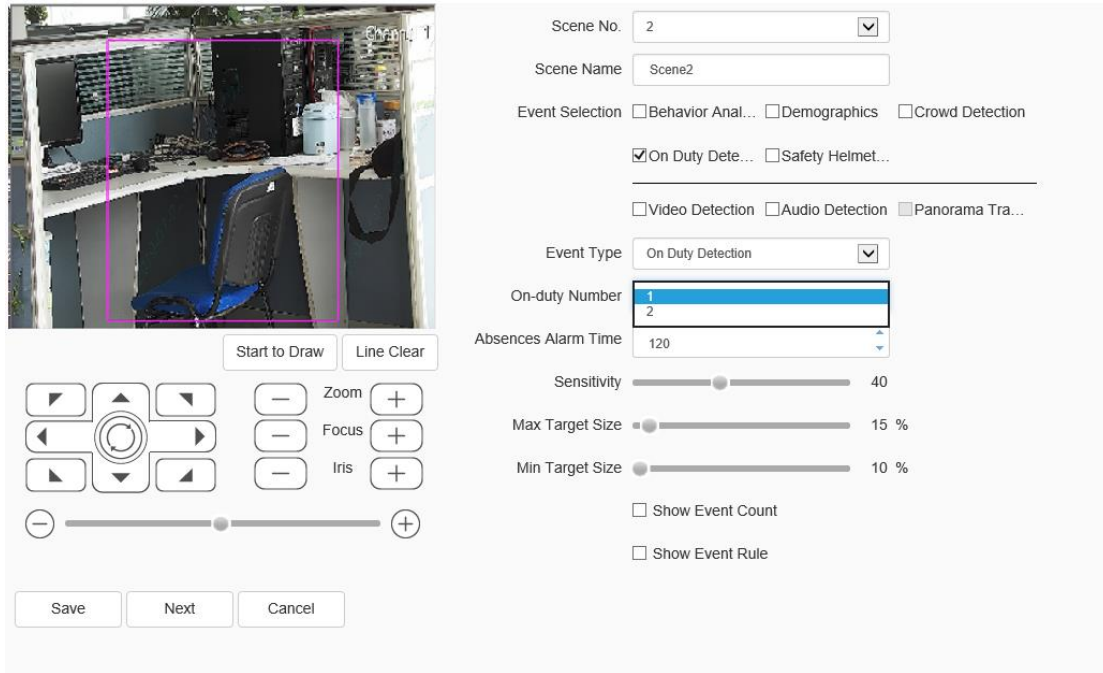 Channel 1
Scene No. 2
Scene Name Scene2
Event Selection Behavior Anal... Demographics Crowd Detection
On Duty Dete... Safety Helmet...
Video Detection Audio Detection Panorama Tra...
Event Type On Duty Detection
On-duty Number 1
2
Absences Alarm Time 120
Start to Draw Line Clear
Sensitivity 40
Zoom
Max Target Size 15 %
Focus
Min Target Size 10 %
Iris
Show Event Count
Show Event Rule
Save Next Cancel